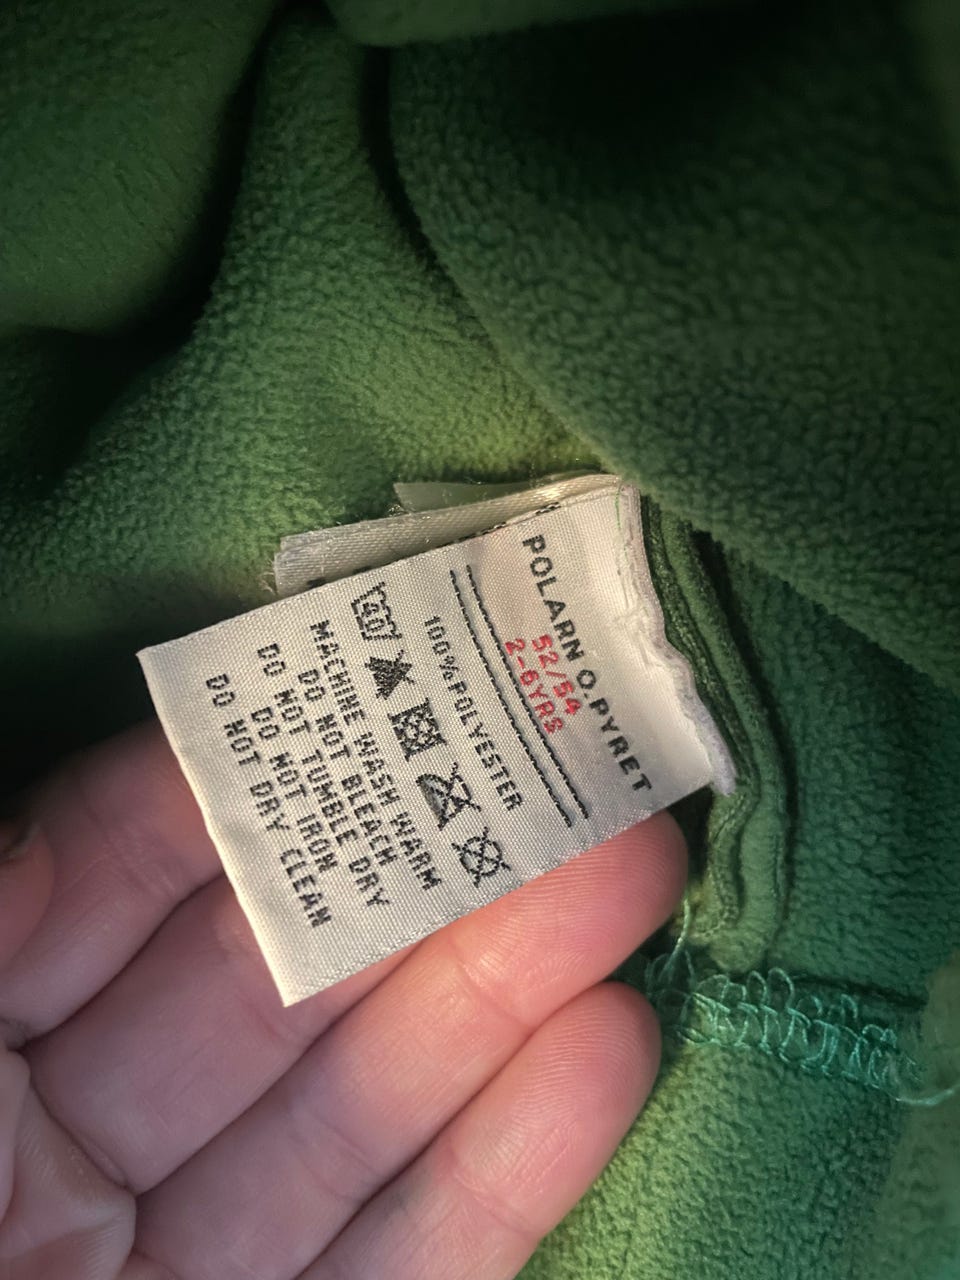 POLARN O.PYRET
52/54
2-6YRS
100%POLYESTER
40
MACHINE WASH WARM
DO NOT BLEACH
DO NOT TUMBLE DRY
DO NOT IRON
DO NOT DRY CLEAN